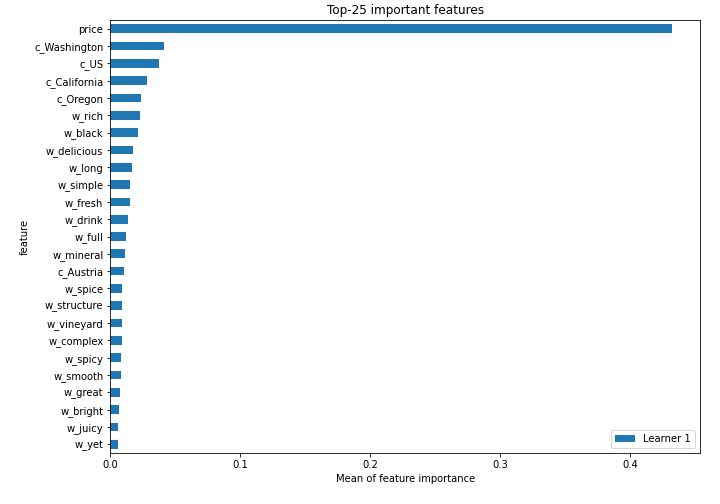 Top-25 important features
price
c_Washington
c_US
c_California
c_Oregon
w_rich
w_black
w_delicious
w_long
w_simple
w_fresh
w_drink
w_full
w_mineral
c_Austria
w_spice
w_structure
w_vineyard
w_complex
w_spicy
w_smooth
w_great
w_bright
w_juicy
w_yet
feature
Learner 1
0.0 0.1 0.2 0.3 0.4
Mean of feature importance